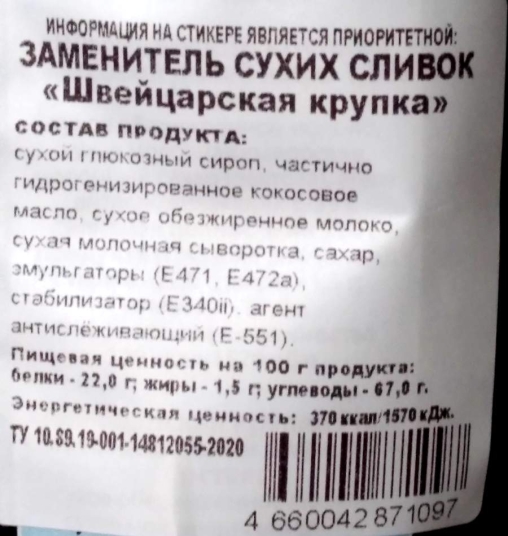 ИНФОРМАЦИЯ НА СТИКЕРЕ ЯВЛЯЕТСЯ ПРИОРИТЕТНОЙ:
ЗАМЕНИТЕЛЬ СУХИХ СЛИВОК
«Швейцарская крупка»
СОСТАВ ПРОДУКТА:
сухой глюкозный сироп, частично
гидрогенизированное кокосовое
масло, сухое обезжиренное молоко,
сухая молочная сыворотка, сахар,
эмульгаторы (Е471, Е472а),
стабилизатор (Е340ii). агент
антислёживающий (Е-551).
Пищевая ценность на 100 г продукта:
белки - 22,0 г; жиры - 1,5 г; углеводы - 67,0 г.
Энергетическая ценность: 370 ккал/1570 кДж.
ТУ 10.89.19-001-14812055-2020
4 660042 871097